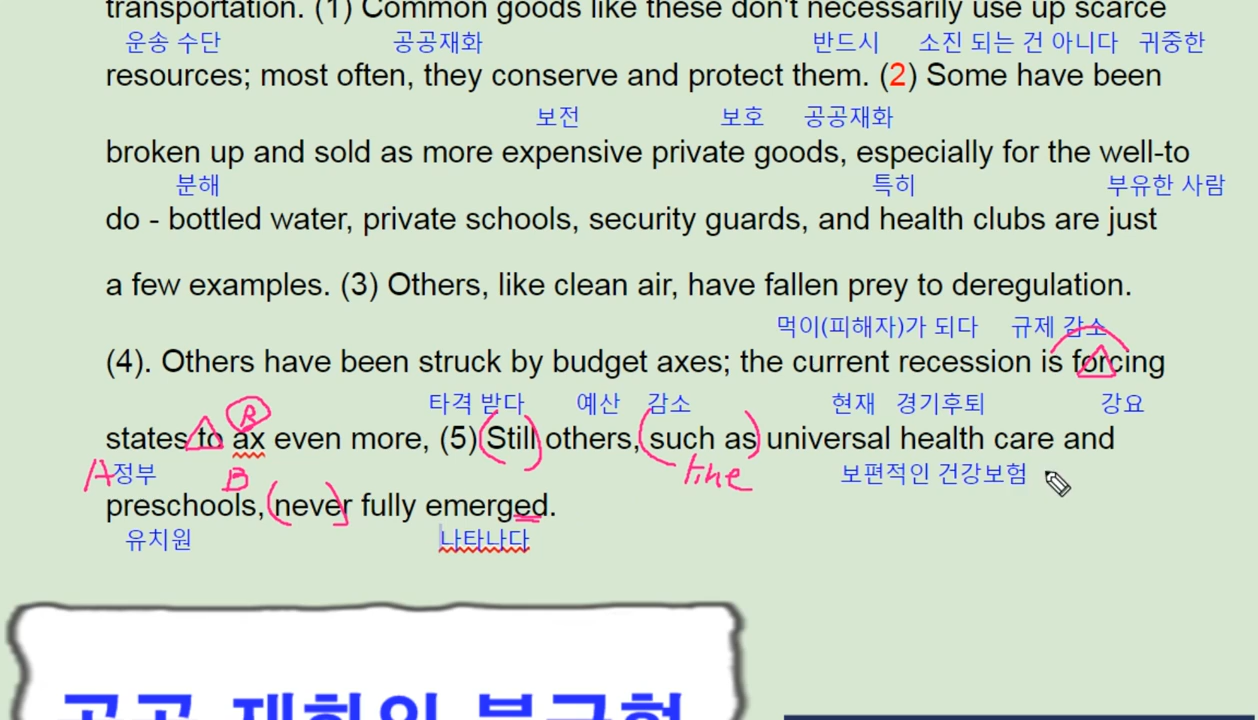 transportation. (1) Common goods like these don't necessarily use up scarce
운송 수단 공공재화 반드시 소진 되는 건 아니다 귀중한
resources; most often, they conserve and protect them. (2) Some have been
보전 보호 공공재화
broken up and sold as more expensive private goods, especially for the well-to
분해 특히 부유한 사람
do - bottled water, private schools, security guards, and health clubs are just
a few examples. (3) Others, like clean air, have fallen prey to deregulation.
먹이(피해자)가 되다 규제 감소
(4). Others have been struck by budget axes; the current recession is forcing
타격 받다 예산 감소 현재 경기후퇴 강요
R
states to ax even more, (5) Still others, such as universal health care and
A 정부 B like 보편적인 건강보험
preschools, never fully emerged.
유치원 나타나다